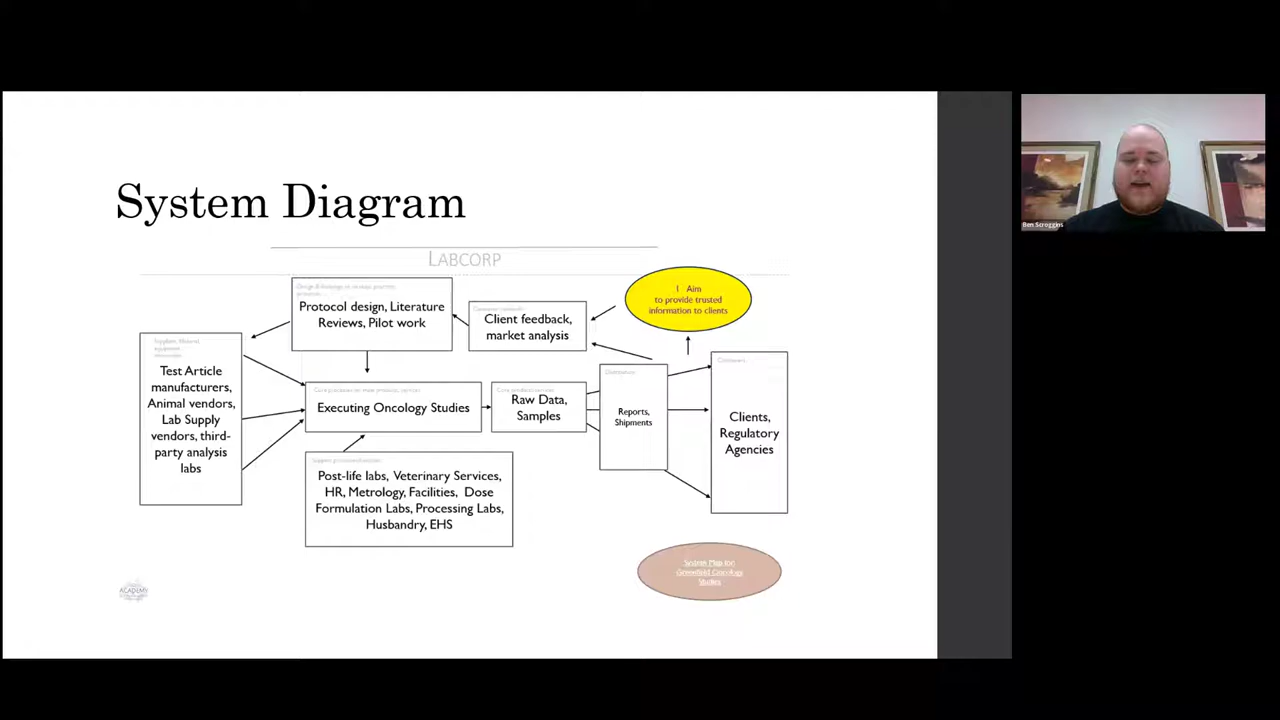 System Diagram
LABCORP
Protocol design, Literature
Reviews, Pilot work
Client feedback,
market analysis
Aim
to provide trusted
information to clients
Test Article
manufacturers,
Animal vendors,
Lab Supply
vendors, third-
party analysis
labs
Executing Oncology Studies
Raw Data,
Samples
Reports,
Shipments
Clients,
Regulatory
Agencies
Post-life labs, Veterinary Services,
HR, Metrology, Facilities, Dose
Formulation Labs, Processing Labs,
Husbandry, EHS
System Map for:
Greenfield Oncology
Studies
ACADEMY
Ben Scroggins